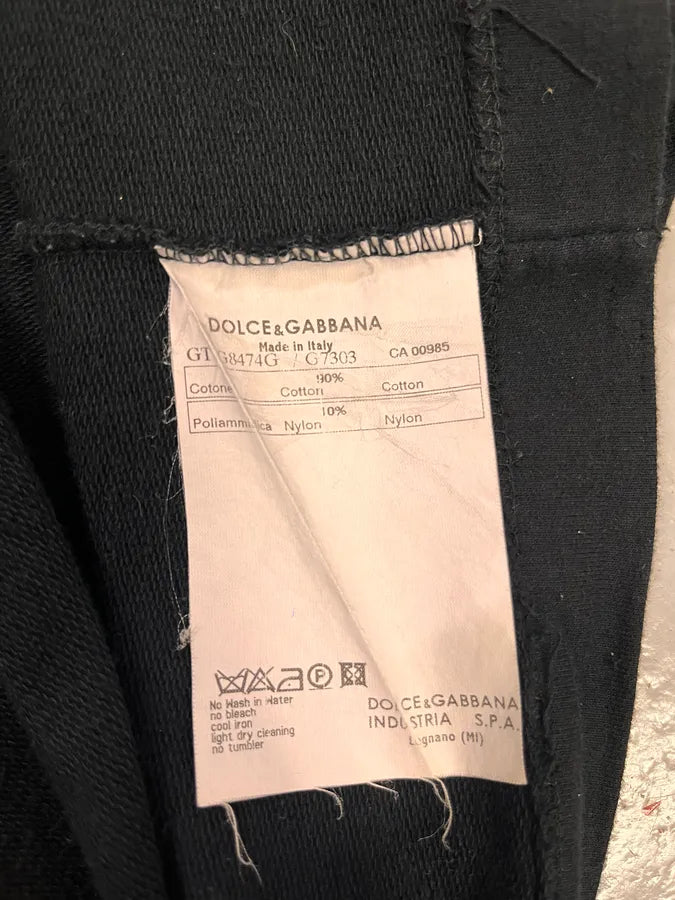 DOLCE&GABBANA
Made in Italy
GT G8474G / G7303 CA 00985
90%
Cotone Cotton Cotton
10%
Poliammidica Nylon Nylon
No Wash in Water
no bleach
cool iron
light dry cleaning
no tumbler
P
DOLCE&GABBANA
INDUSTRIA S.P.A.
Legnano (MI)